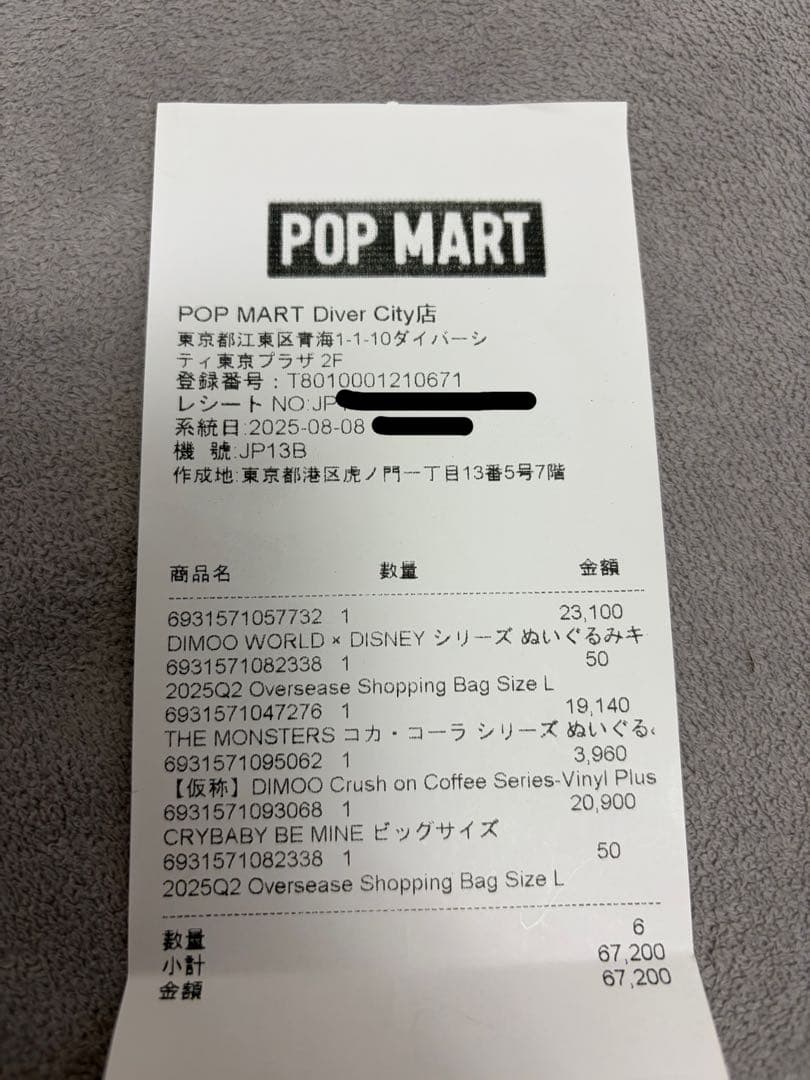 POP MART
POP MART Diver City店
東京都江東区青海1-1-10ダイバーシ
ティ東京プラザ 2F
登録番号：T8010001210671
レシート NO:JP
系統日:2025-08-08
機 號:JP13B
作成地:東京都港区虎ノ門一丁目13番5号7階
商品名 数量 金額
6931571057732 1 23,100
DIMOO WORLD × DISNEY シリーズ ぬいぐるみキ
6931571082338 1 50
2025Q2 Oversease Shopping Bag Size L
6931571047276 1 19,140
THE MONSTERS コカ・コーラ シリーズ ぬいぐる
6931571095062 1 3,960
【仮称】DIMOO Crush on Coffee Series-Vinyl Plus
6931571093068 1 20,900
CRYBABY BE MINE ビッグサイズ
6931571082338 1 50
2025Q2 Oversease Shopping Bag Size L
数量 6
小計 67,200
金額 67,200